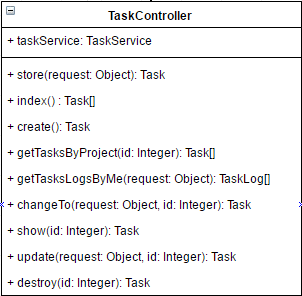 TaskController
+ taskService: TaskService
+ store(request: Object): Task
+ index() : Task[]
+ create(): Task
+ getTasksByProject(id: Integer): Task[]
+ getTasksLogsByMe(request: Object): TaskLog[]
+ changeTo(request: Object, id: Integer): Task
+ show(id: Integer): Task
+ update(request: Object, id: Integer): Task
+ destroy(id: Integer): Task